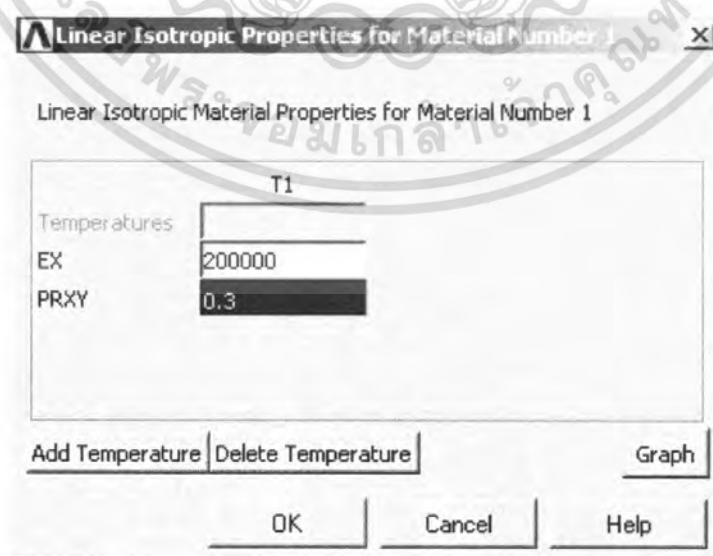 Linear Isotropic Properties for Material Number 1
Linear Isotropic Material Properties for Material Number 1
T1
Temperatures
EX 200000
PRXY 0.3
Add Temperature Delete Temperature Graph
OK Cancel Help